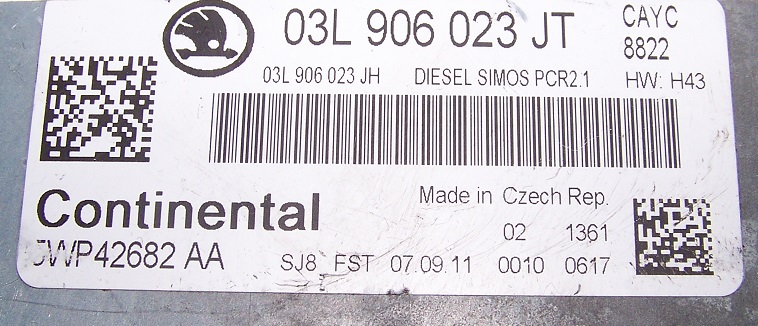 03L 906 023 JT CAYC
8822
03L 906 023 JH DIESEL SIMOS PCR2.1 HW: H43
Continental Made in Czech Rep.
5WP42682 AA 02 1361
SJ8 FST 07.09.11 0010 0617